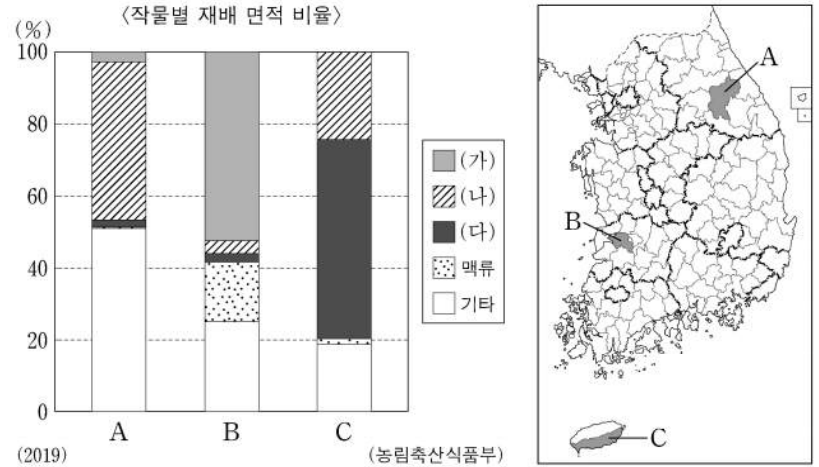 〈작물별 재배 면적 비율〉
(%)
100
80
60
40
20
0
A
B
C
(가)
(나)
(다)
맥류
기타
(2019)
(농림축산식품부)
A
B
C